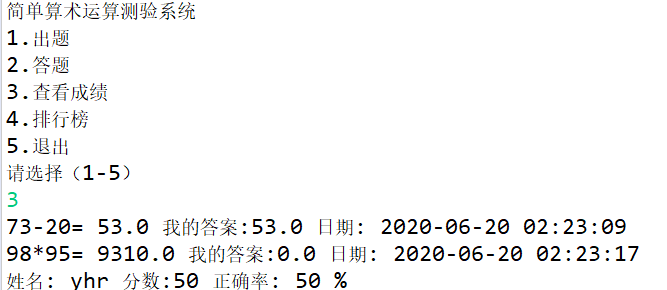 简单算术运算测验系统
1.出题
2.答题
3.查看成绩
4.排行榜
5.退出
请选择（1-5）
3
73-20= 53.0 我的答案:53.0 日期: 2020-06-20 02:23:09
98*95= 9310.0 我的答案:0.0 日期: 2020-06-20 02:23:17
姓名: yhr 分数:50 正确率: 50 %